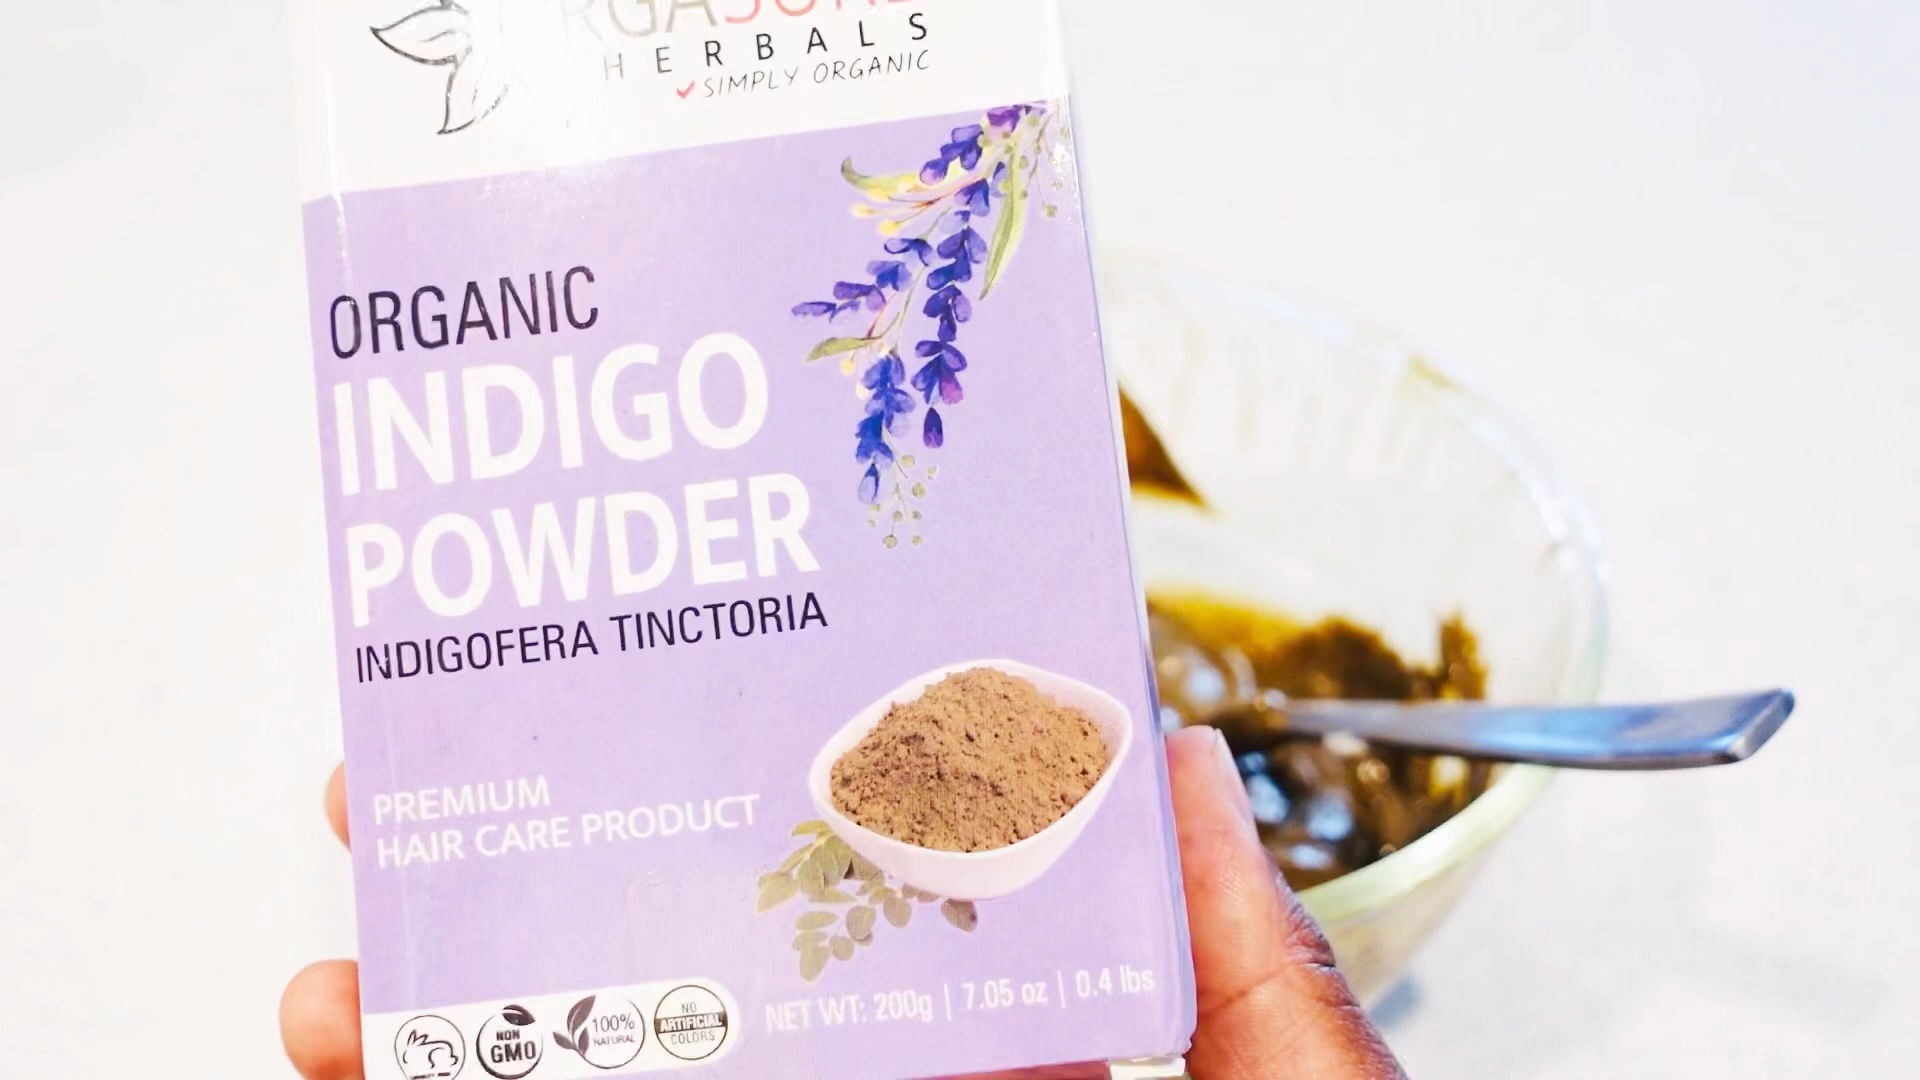 HERBALS
SIMPLY ORGANIC
ORGANIC
INDIGO
POWDER
INDIGOFERA TINCTORIA
PREMIUM
HAIR CARE PRODUCT
NON
GMO
100%
NATURAL
NO
ARTIFICIAL
COLORS
NET WT: 200g | 7.05 oz | 0.4 lbs